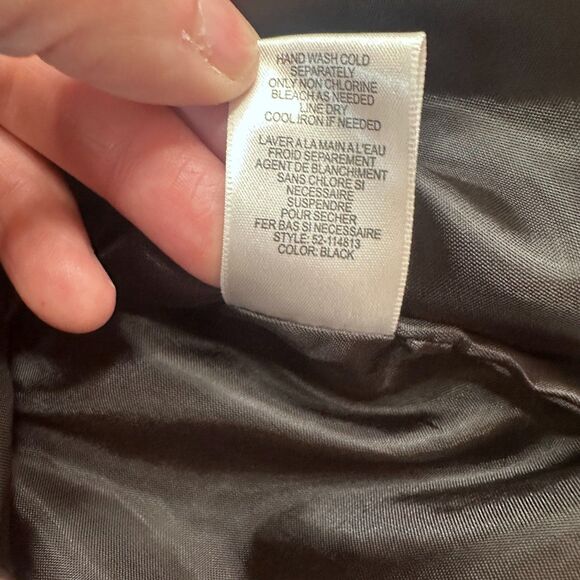 HAND WASH COLD
SEPARATELY
ONLY NON CHLORINE
BLEACH AS NEEDED
LINE DRY
COOL IRON IF NEEDED
LAVER A LA MAIN A L'EAU
FROID SEPAREMENT
AGENT DE BLANCHIMENT
SANS CHLORE SI
NECESSAIRE
SUSPENDRE
POUR SECHER
FER BAS SI NECESSAIRE
STYLE: 52-114813
COLOR: BLACK